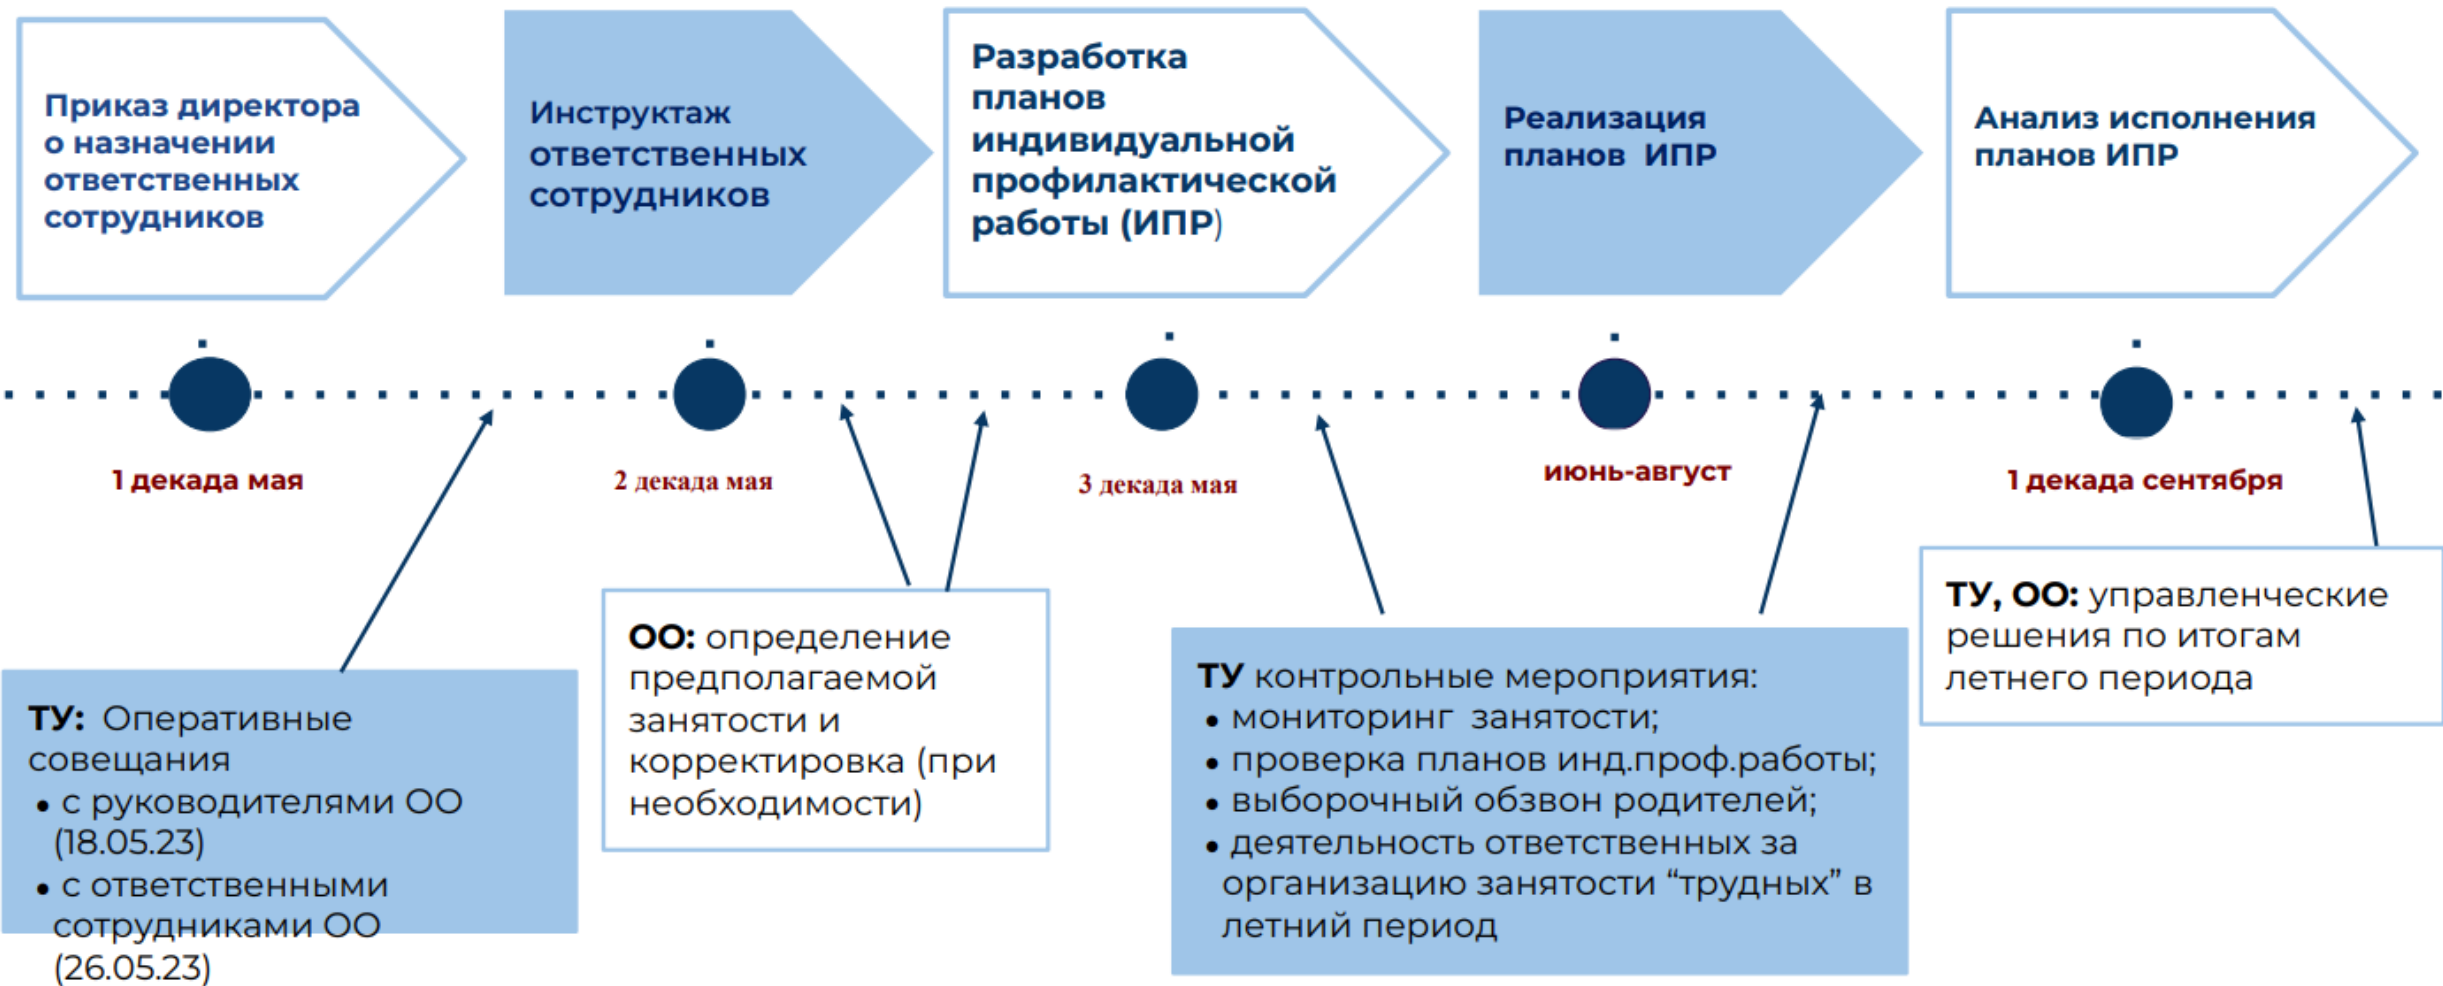 Приказ директора
о назначении
ответственных
сотрудников
Инструктаж
ответственных
сотрудников
Разработка
планов
индивидуальной
профилактической
работы (ИПР)
Реализация
планов  ИПР
Анализ исполнения
планов ИПР
1 декада мая
2 декада мая
3 декада мая
июнь-август
1 декада сентября
ТУ:  Оперативные
совещания
● с руководителями ОО
(18.05.23)
● с ответственными
сотрудниками ОО
(26.05.23)
ОО: определение
предполагаемой
занятости и
корректировка (при
необходимости)
ТУ контрольные мероприятия:
● мониторинг  занятости;
● проверка планов инд.проф.работы;
● выборочный обзвон родителей;
● деятельность ответственных за
организацию занятости “трудных” в
летний период
ТУ, ОО: управленческие
решения по итогам
летнего периода